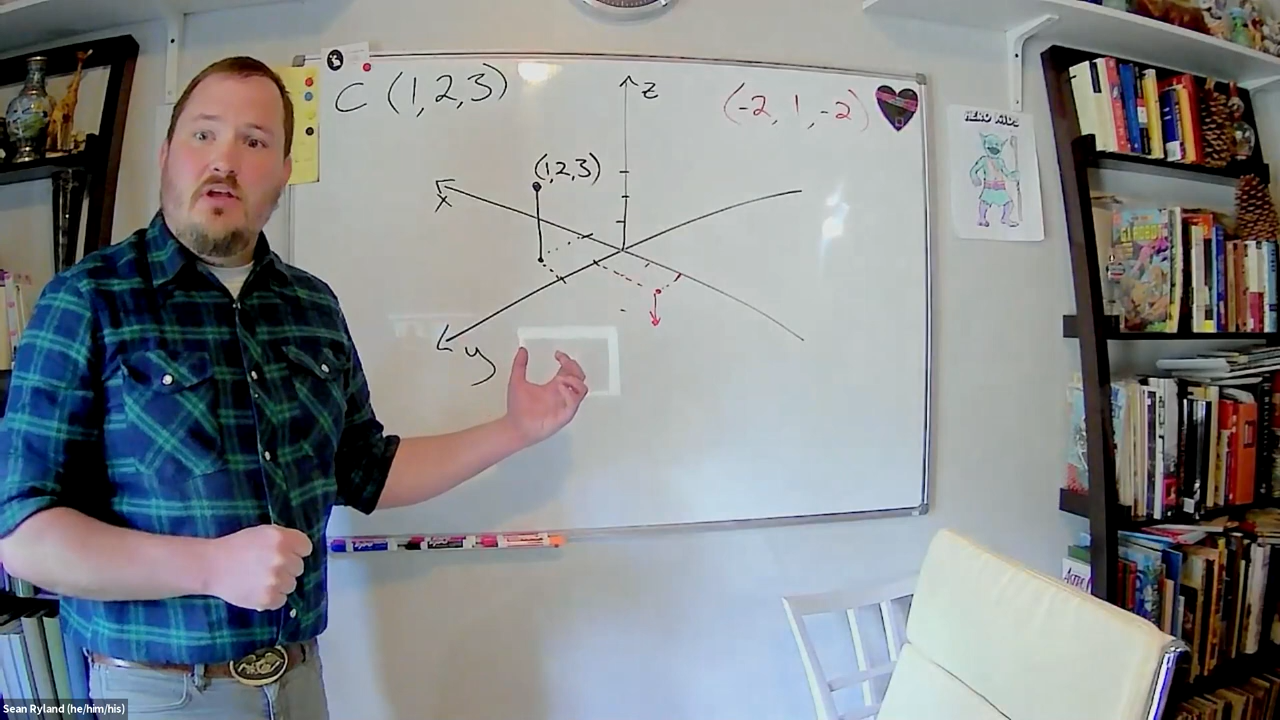 C (1,2,3)
z
(-2, 1, -2)
HERO KIDS
(1,2,3)
x
y
Sean Ryland (he/him/his)